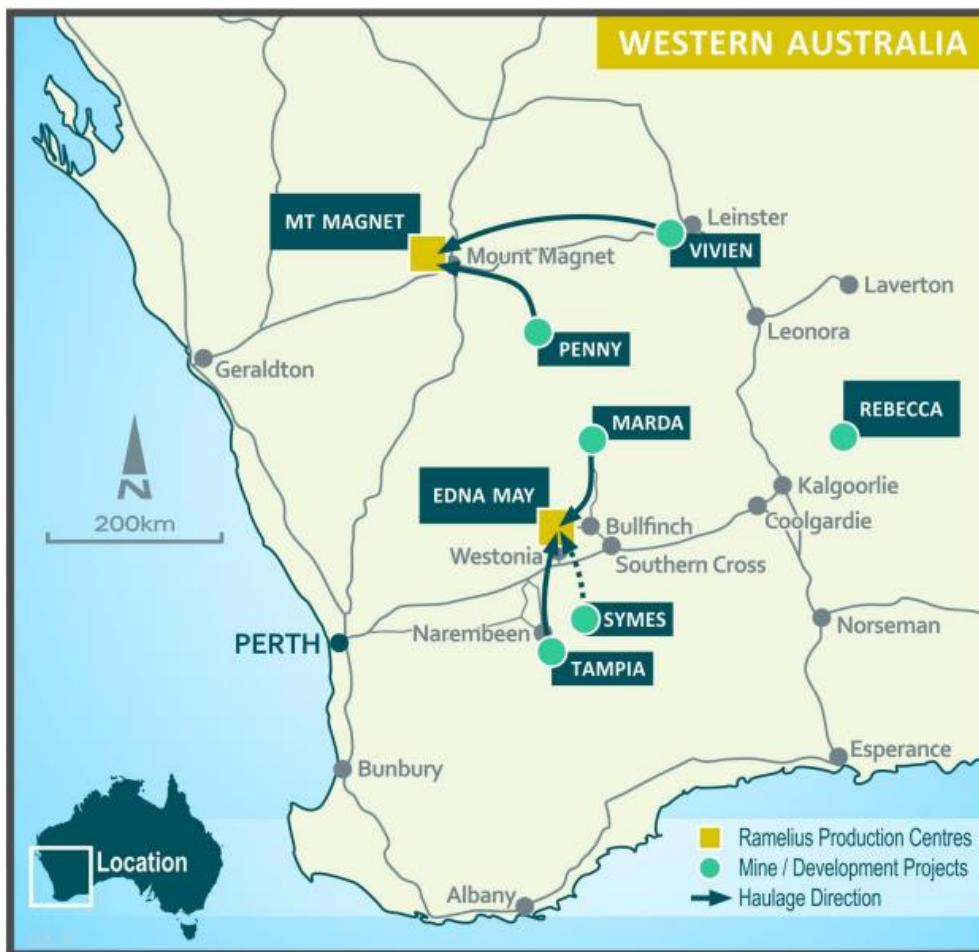 WESTERN AUSTRALIA
MT MAGNET
Mount Magnet
Leinster
VIVIEN
Laverton
Leonora
PENNY
Geraldton
REBECCA
MARDA
N
200km
EDNA MAY
Kalgoorlie
Coolgardie
Bullfinch
Westonia
Southern Cross
SYMES
Norseman
Narembeen
PERTH
TAMPIA
Esperance
Bunbury
Location
Ramelius Production Centres
Mine / Development Projects
Haulage Direction
Albany